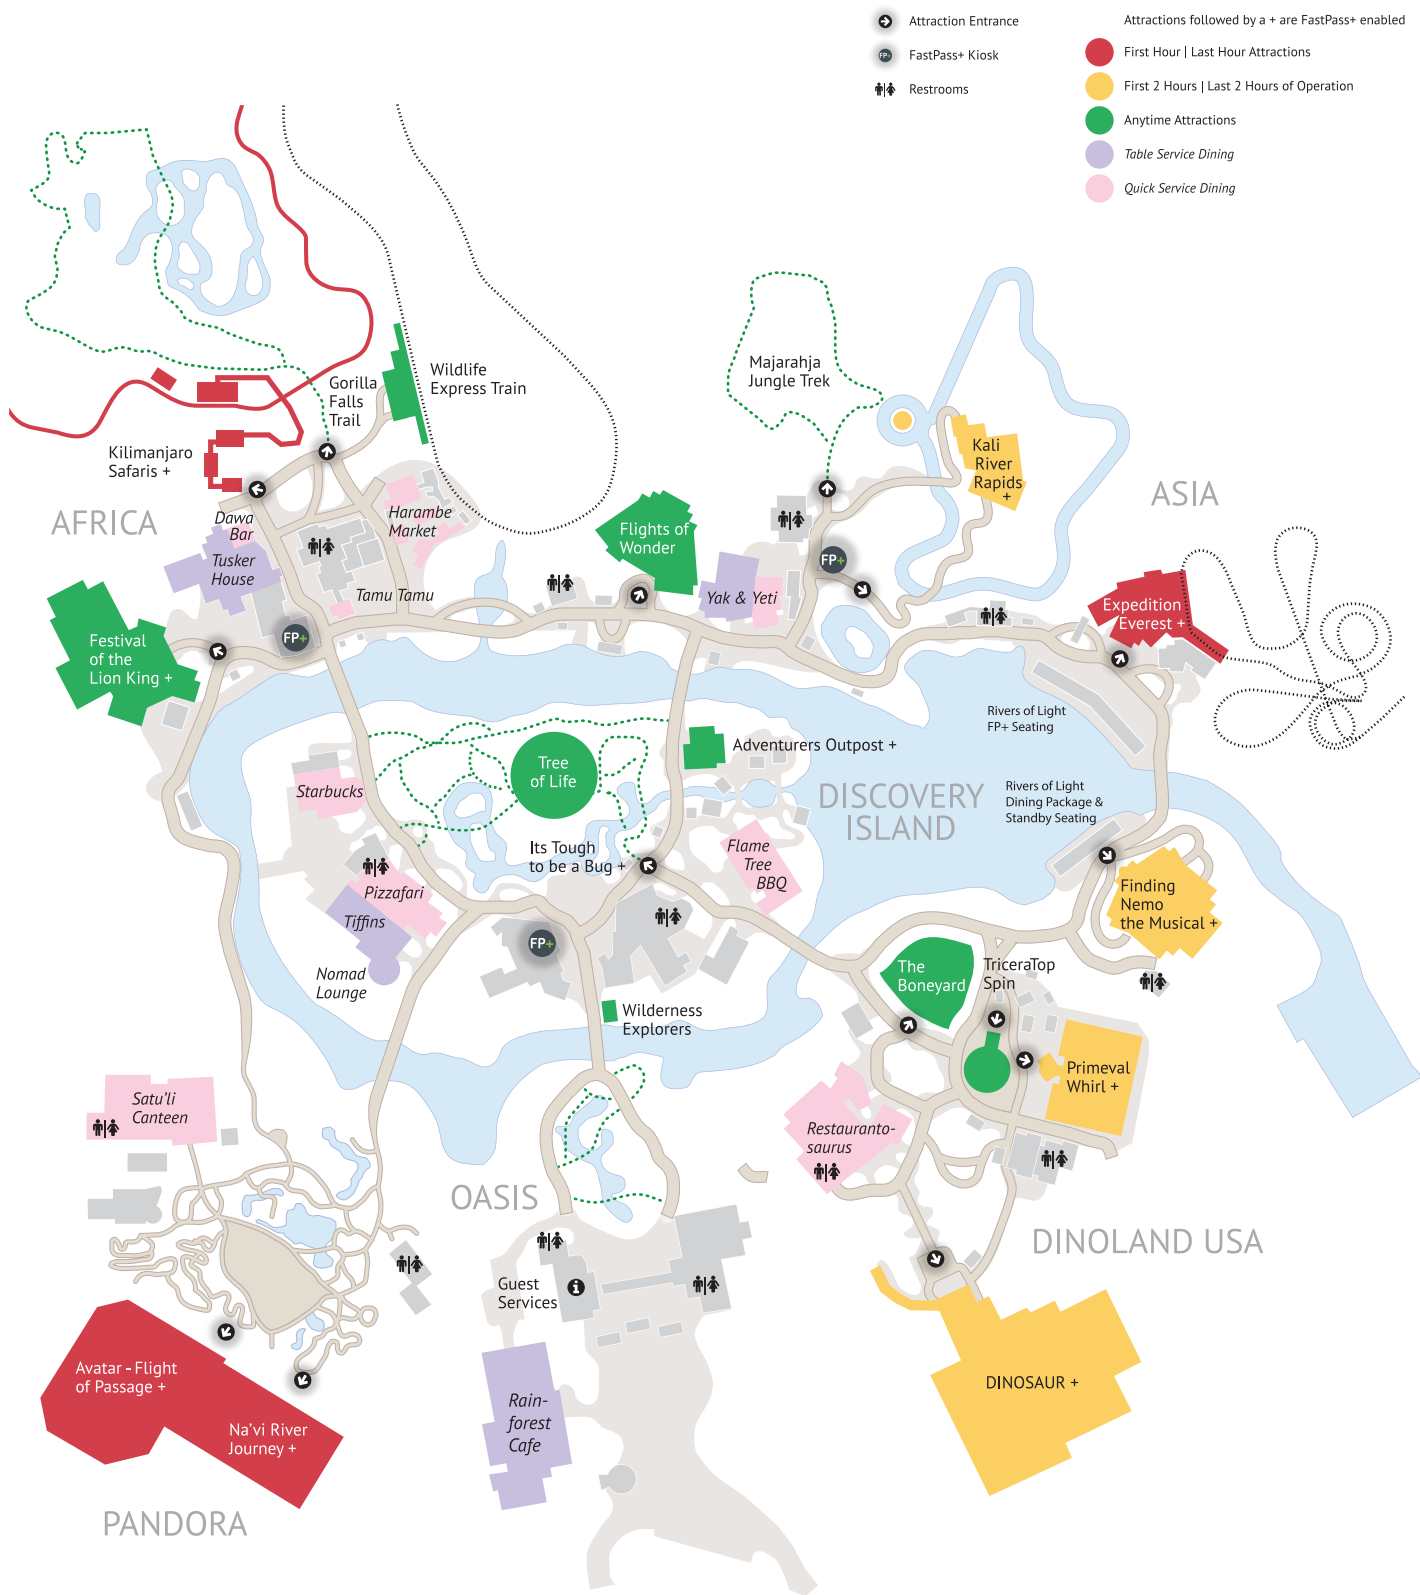 Attraction Entrance
FP+
FastPass+ Kiosk
Restrooms
Attractions followed by a + are FastPass+ enabled
First Hour | Last Hour Attractions
First 2 Hours | Last 2 Hours of Operation
Anytime Attractions
Table Service Dining
Quick Service Dining
Gorilla
Falls
Trail
Wildlife
Express Train
Majarahja
Jungle Trek
Kilimanjaro
Safaris +
Kali
River
Rapids
+
AFRICA
ASIA
Dawa
Bar
Harambe
Market
Tusker
House
Flights of
Wonder
FP+
Yak & Yeti
Tamu Tamu
Expedition
Everest +
FP+
Festival
of the
Lion King +
Rivers of Light
FP+ Seating
Adventurers Outpost +
Tree
of Life
Starbucks
DISCOVERY
ISLAND
Rivers of Light
Dining Package &
Standby Seating
Its Tough
to be a Bug +
Flame
Tree
BBQ
Pizzafari
Tiffins
Finding
Nemo
the Musical +
FP+
Nomad
Lounge
The
Boneyard
TriceraTop
Spin
Wilderness
Explorers
Primeval
Whirl +
Satu'li
Canteen
Restauranto-
saurus
OASIS
DINOLAND USA
Guest
Services
i
Avatar - Flight
of Passage +
Na'vi River
Journey +
Rain-
forest
Cafe
DINOSAUR +
PANDORA